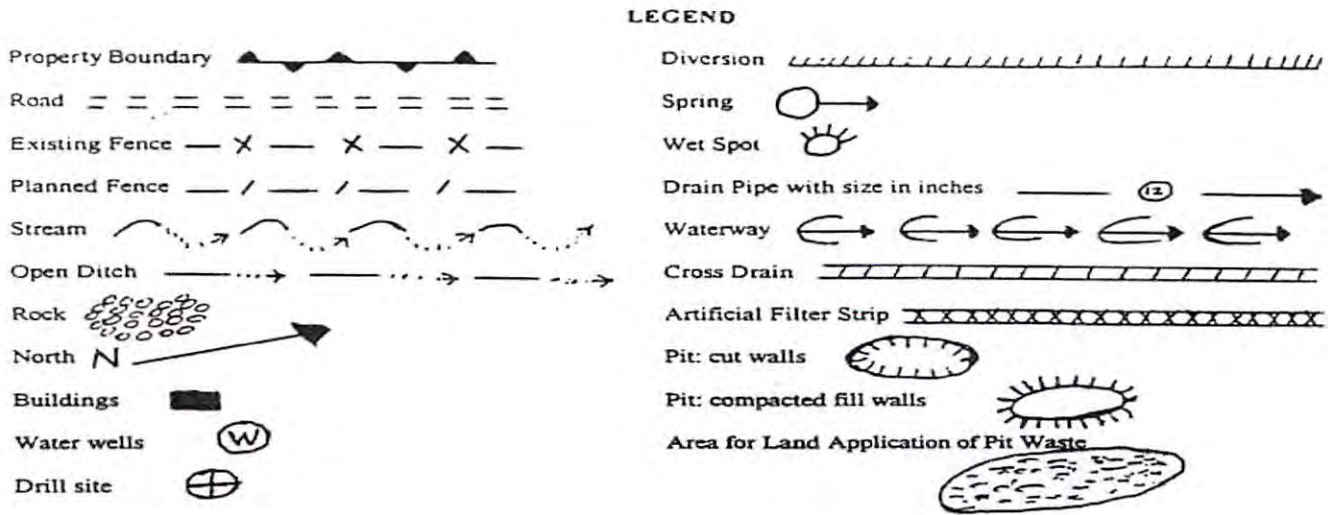 LEGEND
Property Boundary
Road
Existing Fence
Planned Fence
Stream
Open Ditch
Rock
North N
Buildings
Water wells W
Drill site
Diversion
Spring
Wet Spot
Drain Pipe with size in inches 12
Waterway
Cross Drain
Artificial Filter Strip
Pit: cut walls
Pit: compacted fill walls
Area for Land Application of Pit Waste